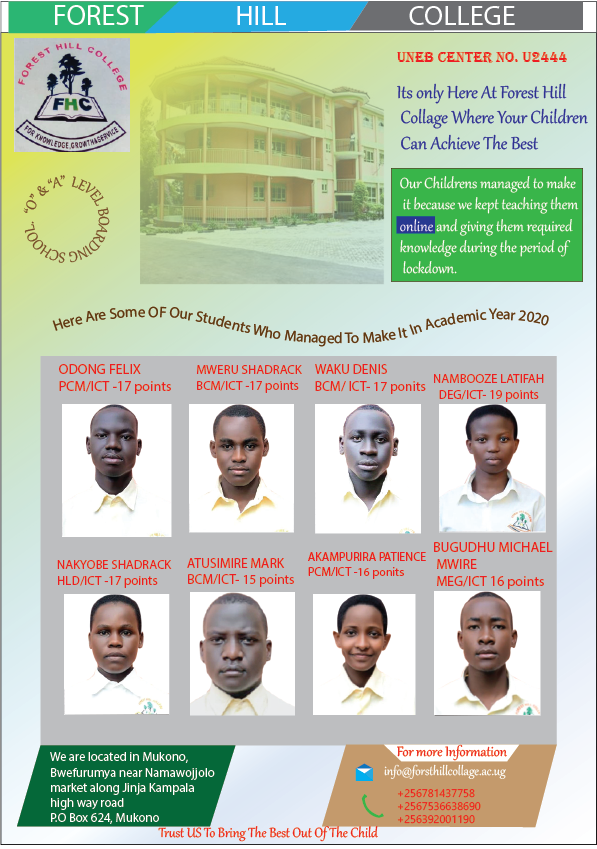 FOREST HILL COLLEGE
FOREST HILL COLLEGE
FHC
FOR KNOWLEDGE,GROWTH&SERVICE
UNEB CENTER NO. U2444
Its only Here At Forest Hill
Collage Where Your Children
Can Achieve The Best
"O" & "A" LEVEL BOARDING SCHOOL.
Our Childrens managed to make
it because we kept teaching them
online and giving them required
knowledge during the period of
lockdown.
Here Are Some OF Our Students Who Managed To Make It In Academic Year 2020
ODONG FELIX
PCM/ICT -17 points
MWERU SHADRACK
BCM/ICT -17 points
WAKU DENIS
BCM/ ICT- 17 points
NAMBOOZE LATIFAH
DEG/ICT- 19 points
NAKYOBE SHADRACK
HLD/ICT -17 points
ATUSIMIRE MARK
BCM/ICT- 15 points
AKAMPURIRA PATIENCE
PCM/ICT -16 ponits
BUGUDHU MICHAEL
MWIRE
MEG/ICT 16 points
We are located in Mukono,
Bwefurumya near Namawojjolo
market along Jinja Kampala
high way road
P.O Box 624, Mukono
For more Information
info@forsthillcollage.ac.ug
+256781437758
+2567536638690
+256392001190
Trust US To Bring The Best Out Of The Child